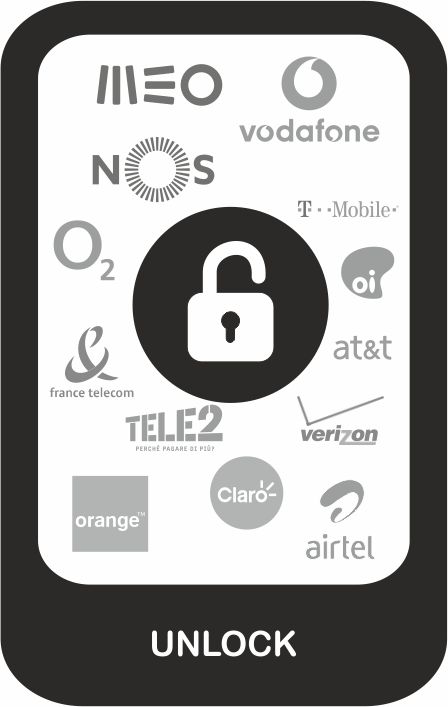 MEO
vodafone
NOS
T··Mobile·
O2
oi
at&t
france telecom
TELE2
PERCHÉ PAGARE DI PIÙ?
verizon
Claro
orange™
airtel
UNLOCK